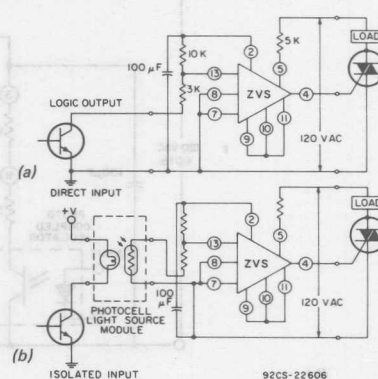 LOAD
5K
2
10K
100 μF
5
13
LOGIC OUTPUT
3K
8
ZVS
4
7
11
10
9
120 VAC
(a)
DIRECT INPUT
LOAD
+V
2
5
13
8
ZVS
4
7
11
10
9
100 μF
120 VAC
PHOTOCELL
LIGHT SOURCE
MODULE
(b)
ISOLATED INPUT
92CS-22606